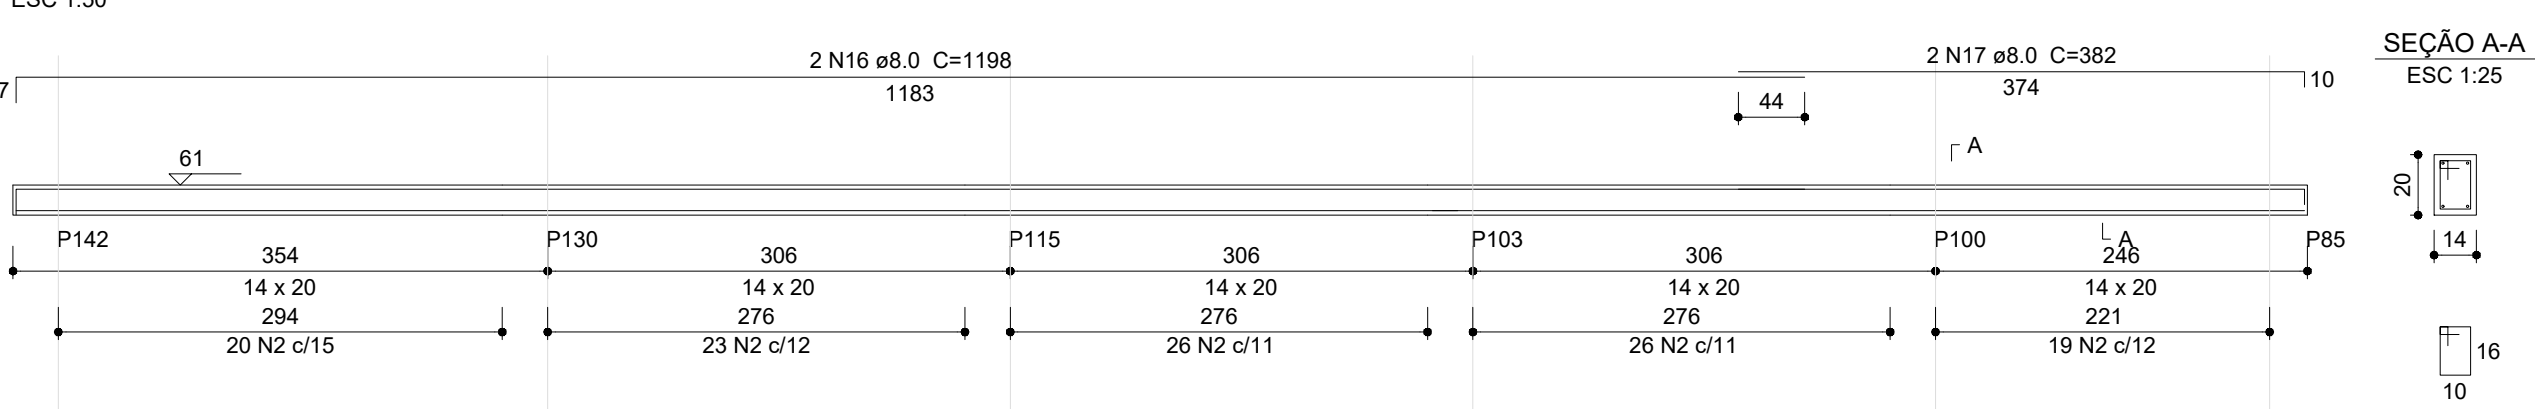 ESC 1:50
2 N16 ø8.0 C=1198
2 N17 ø8.0 C=382
SEÇÃO A-A
ESC 1:25
7
1183
374
10
44
A
61
20
P142
P130
P115
P103
P100
A
P85
14
354
306
306
306
246
14 x 20
14 x 20
14 x 20
14 x 20
14 x 20
294
276
276
276
221
20 N2 c/15
23 N2 c/12
26 N2 c/11
26 N2 c/11
19 N2 c/12
16
10